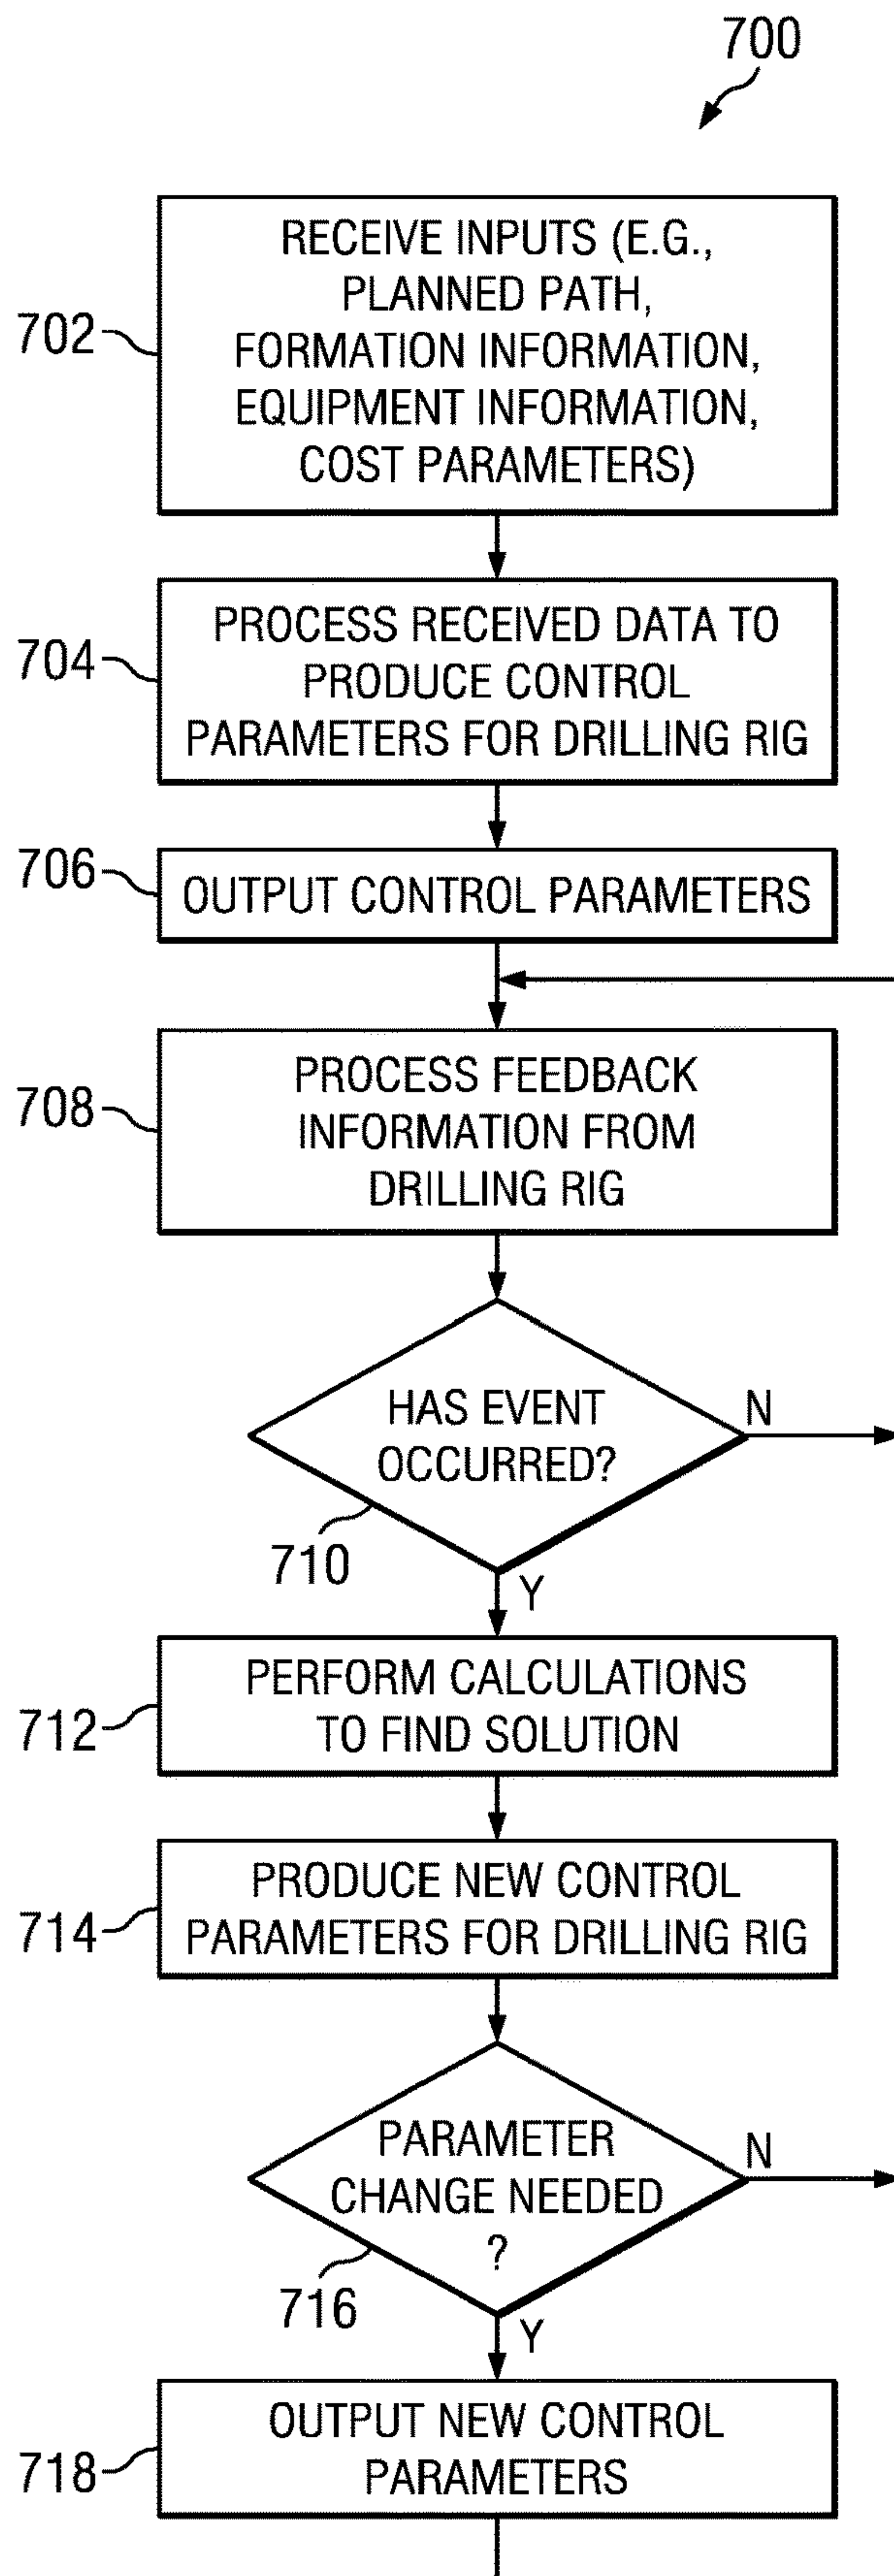 700
702
RECEIVE INPUTS (E.G.,
PLANNED PATH,
FORMATION INFORMATION,
EQUIPMENT INFORMATION,
COST PARAMETERS)
704
PROCESS RECEIVED DATA TO
PRODUCE CONTROL
PARAMETERS FOR DRILLING RIG
706
OUTPUT CONTROL PARAMETERS
708
PROCESS FEEDBACK
INFORMATION FROM
DRILLING RIG
HAS EVENT
OCCURRED?
N
710
Y
712
PERFORM CALCULATIONS
TO FIND SOLUTION
714
PRODUCE NEW CONTROL
PARAMETERS FOR DRILLING RIG
PARAMETER
CHANGE NEEDED
?
N
716
Y
718
OUTPUT NEW CONTROL
PARAMETERS